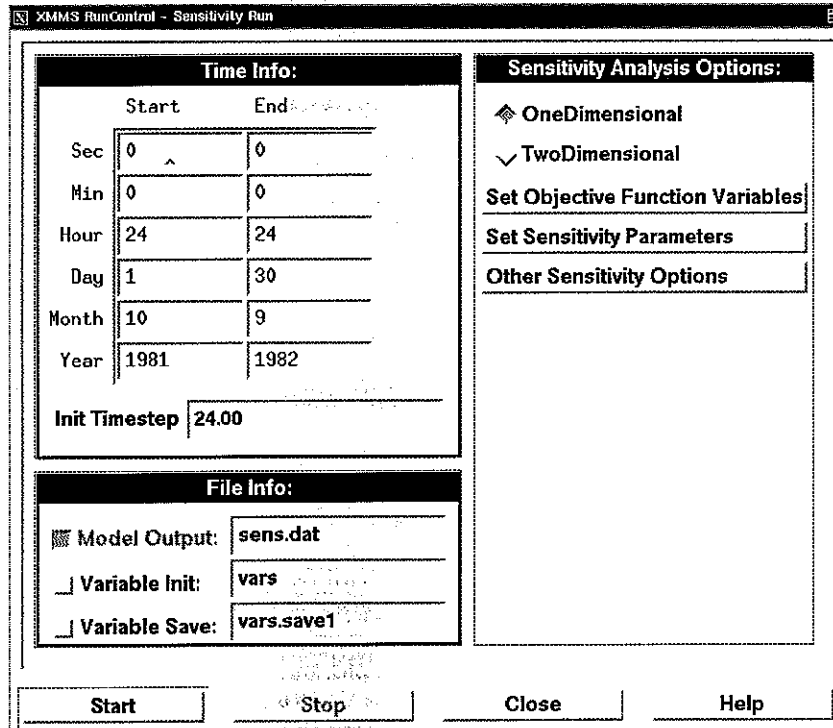 XMMS RunControl - Sensitivity Run
Time Info:
Start End
Sec 0 0
Min 0 0
Hour 24 24
Day 1 30
Month 10 9
Year 1981 1982
Init Timestep 24.00
File Info:
Model Output: sens.dat
Variable Init: vars
Variable Save: vars.save1
Sensitivity Analysis Options:
OneDimensional
TwoDimensional
Set Objective Function Variables
Set Sensitivity Parameters
Other Sensitivity Options
Start Stop Close Help